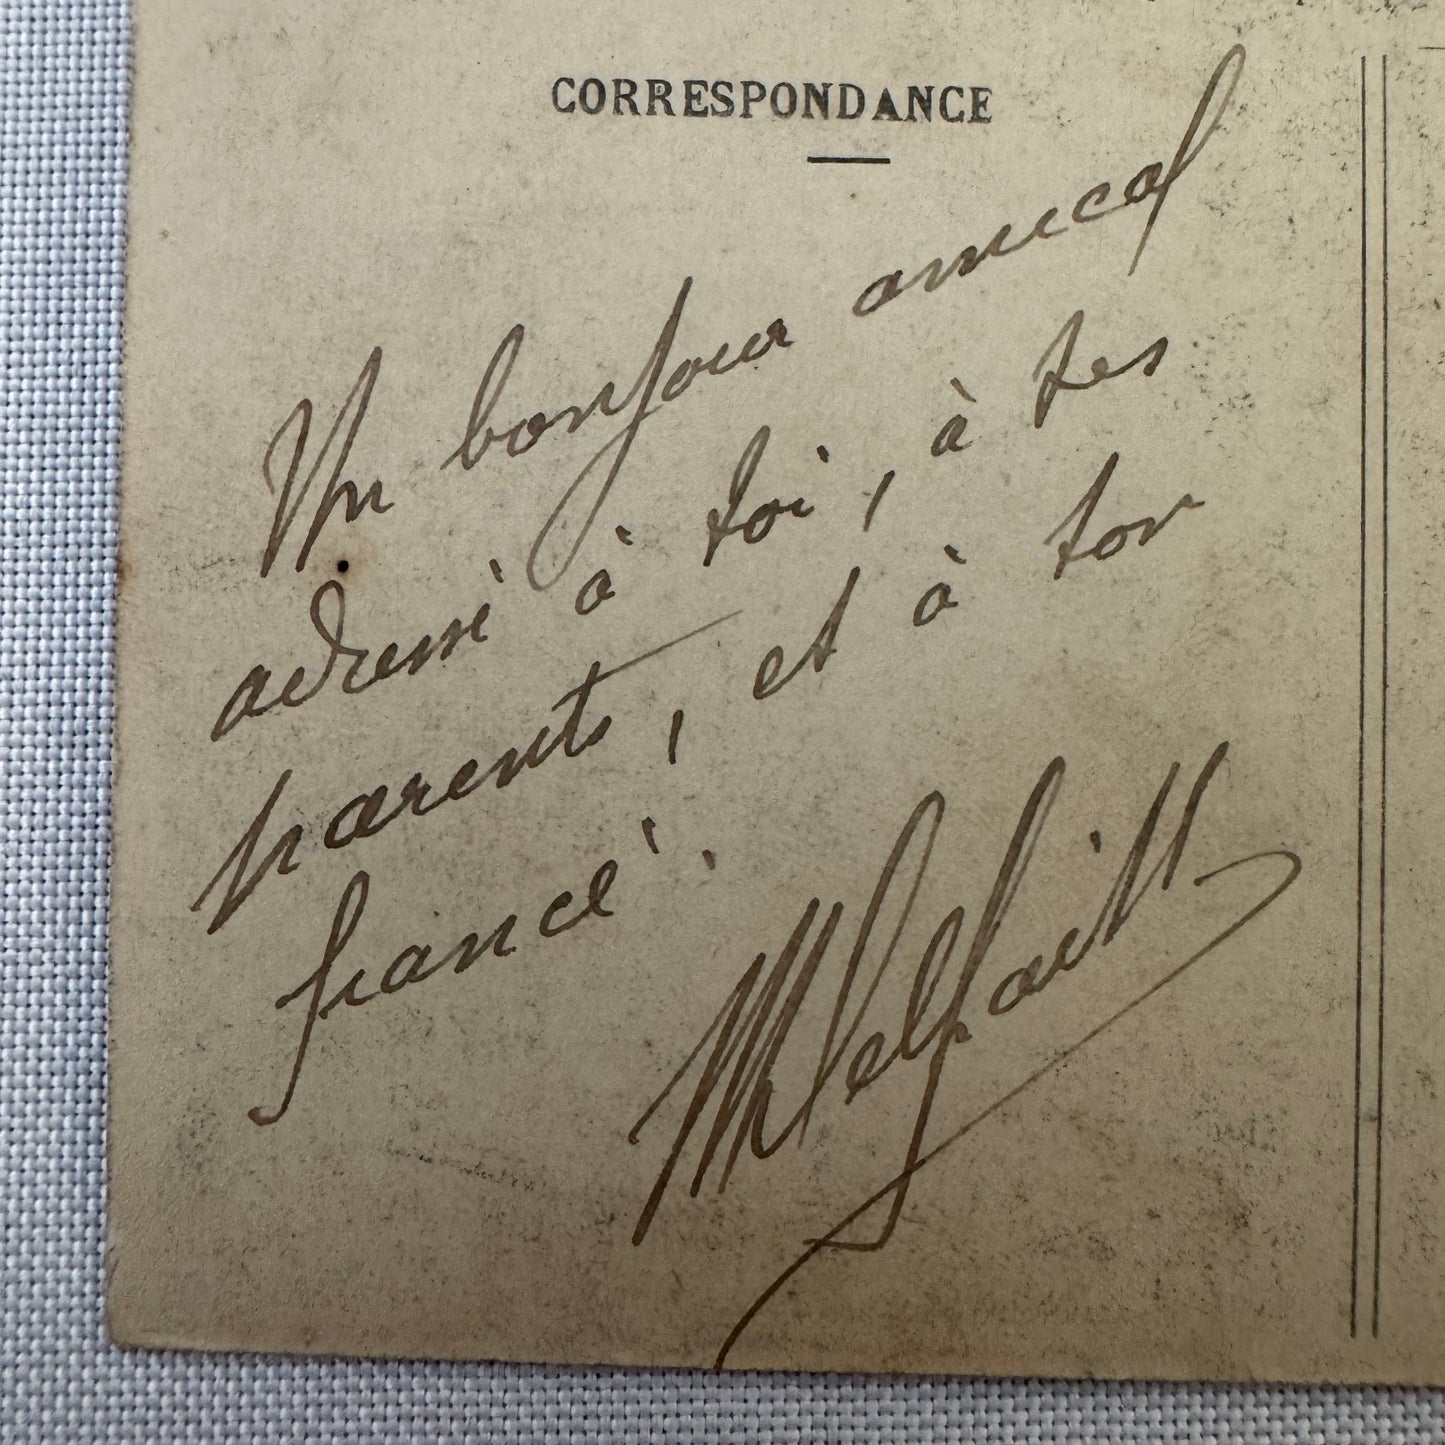 CORRESPONDANCE
Un bonjour amical
adressé à toi, à tes
parents, et à ton
fiancé.